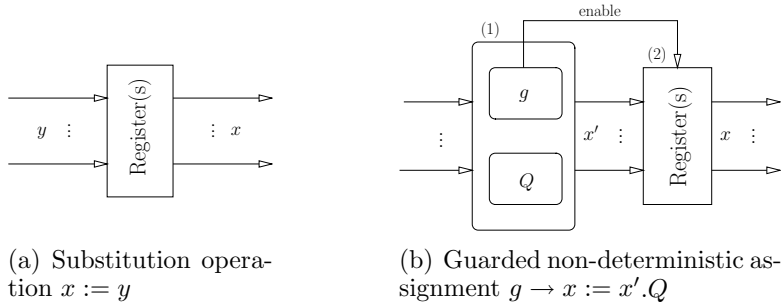 enable
(1)
(2)
y ⋮
Register(s)
⋮ x
⋮
g
Q
x′ ⋮
Register(s)
x ⋮
(a) Substitution opera-
tion x := y
(b) Guarded non-deterministic as-
signment g → x := x′.Q